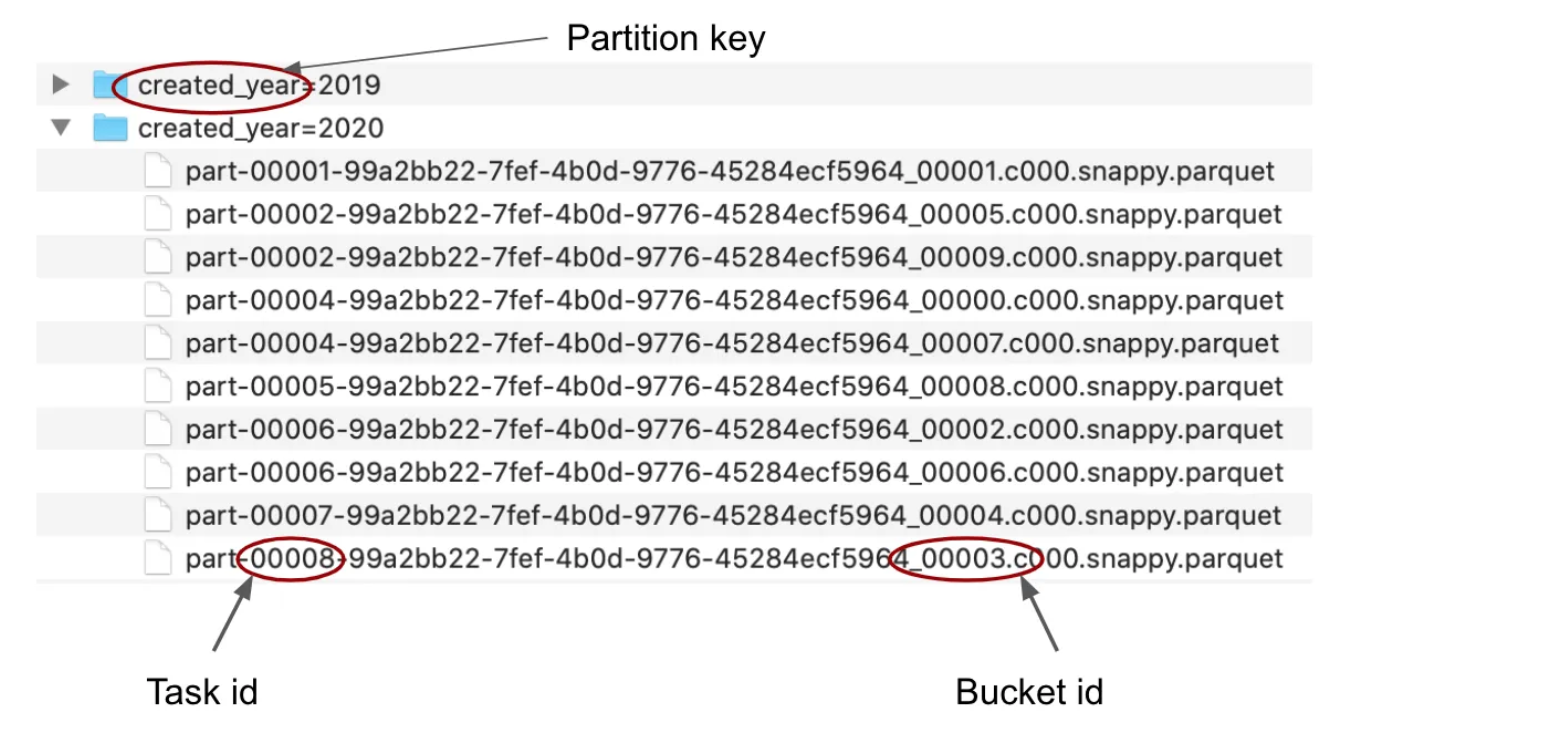 Partition key
created_year=2019
created_year=2020
part-00001-99a2bb22-7fef-4b0d-9776-45284ecf5964_00001.c000.snappy.parquet
part-00002-99a2bb22-7fef-4b0d-9776-45284ecf5964_00005.c000.snappy.parquet
part-00002-99a2bb22-7fef-4b0d-9776-45284ecf5964_00009.c000.snappy.parquet
part-00004-99a2bb22-7fef-4b0d-9776-45284ecf5964_00000.c000.snappy.parquet
part-00004-99a2bb22-7fef-4b0d-9776-45284ecf5964_00007.c000.snappy.parquet
part-00005-99a2bb22-7fef-4b0d-9776-45284ecf5964_00008.c000.snappy.parquet
part-00006-99a2bb22-7fef-4b0d-9776-45284ecf5964_00002.c000.snappy.parquet
part-00006-99a2bb22-7fef-4b0d-9776-45284ecf5964_00006.c000.snappy.parquet
part-00007-99a2bb22-7fef-4b0d-9776-45284ecf5964_00004.c000.snappy.parquet
part-00008-99a2bb22-7fef-4b0d-9776-45284ecf5964_00003.c000.snappy.parquet
Task id
Bucket id